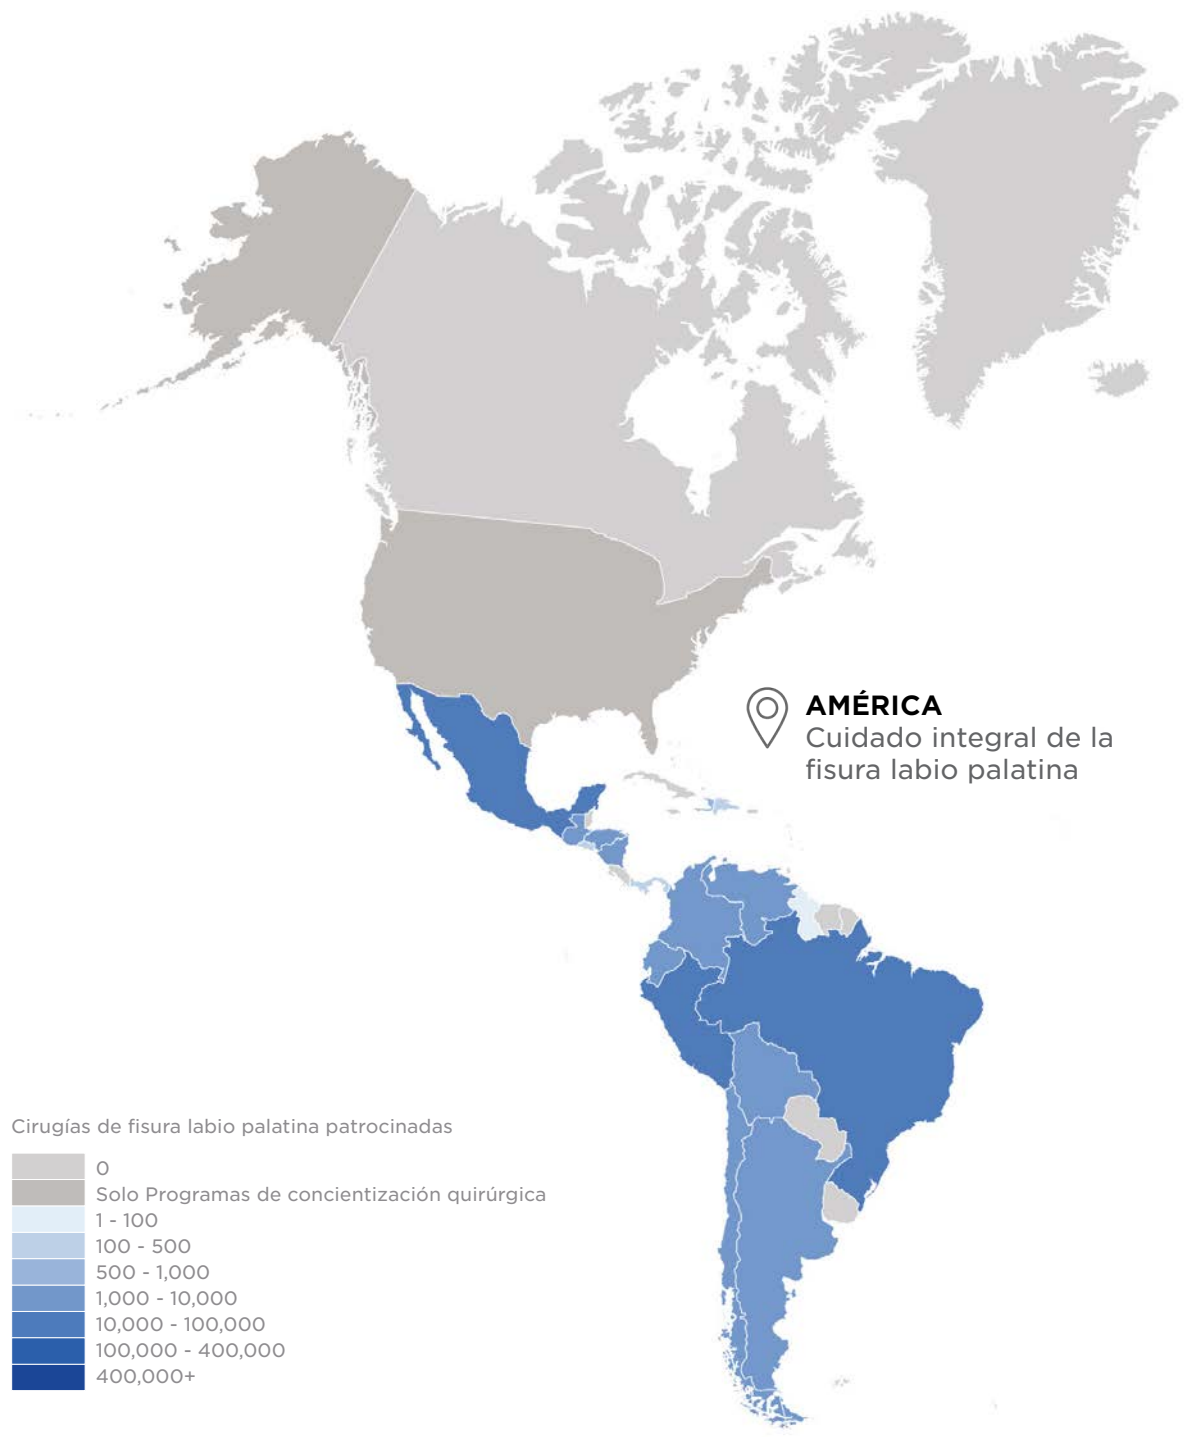 AMÉRICA
Cuidado integral de la
fisura labio palatina
Cirugías de fisura labio palatina patrocinadas
0
Solo Programas de concientización quirúrgica
1 - 100
100 - 500
500 - 1,000
1,000 - 10,000
10,000 - 100,000
100,000 - 400,000
400,000+